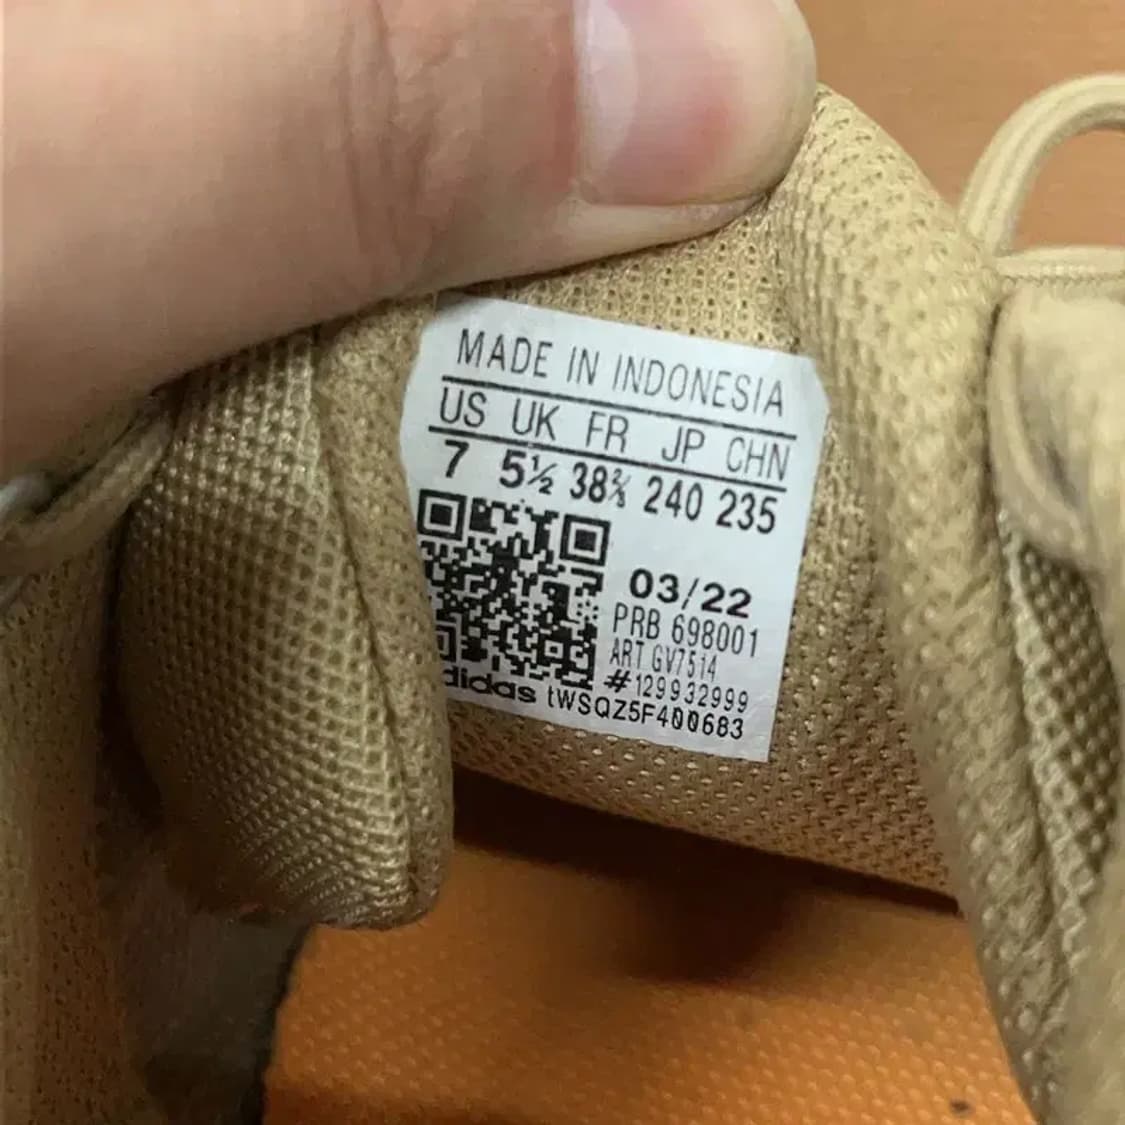 MADE IN INDONESIA
US UK FR JP CHN
7 5½ 38⅔ 240 235
03/22
PRB 698001
ART GV7514
#129932999
adidas tWSQZ5F400683